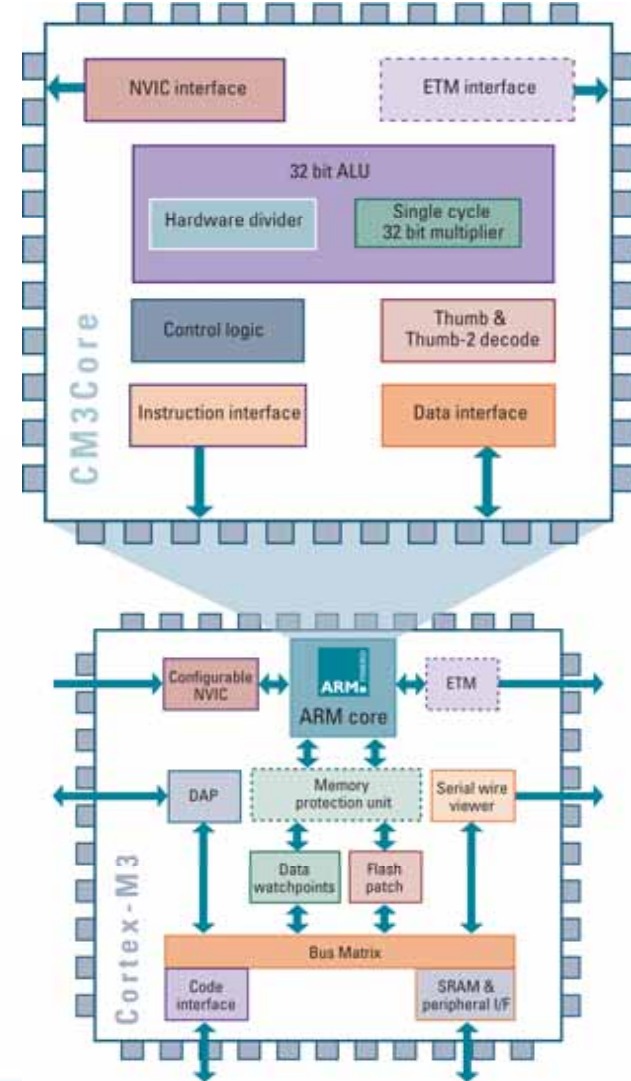 NVIC interface
ETM interface
32 bit ALU
Hardware divider
Single cycle
32 bit multiplier
Control logic
Thumb &
Thumb-2 decode
Instruction interface
Data interface
CM3Core
Configurable
NVIC
ARM
ARM core
ETM
DAP
Memory
protection unit
Serial wire
viewer
Data
watchpoints
Flash
patch
Bus Matrix
Code
interface
SRAM &
peripheral I/F
Cortex-M3